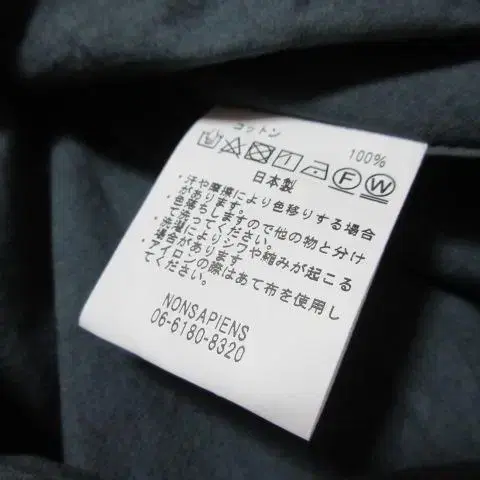 コットン 100%
日本製
・汗や摩擦により色移りする場合
があります。
・色落ちしますので他の物と分け
て洗ってください。
・洗濯によりシワや縮みが起こる
場合があります
・アイロンの際はあて布を使用し
てください。
NONSAPIENS
06-6180-8320